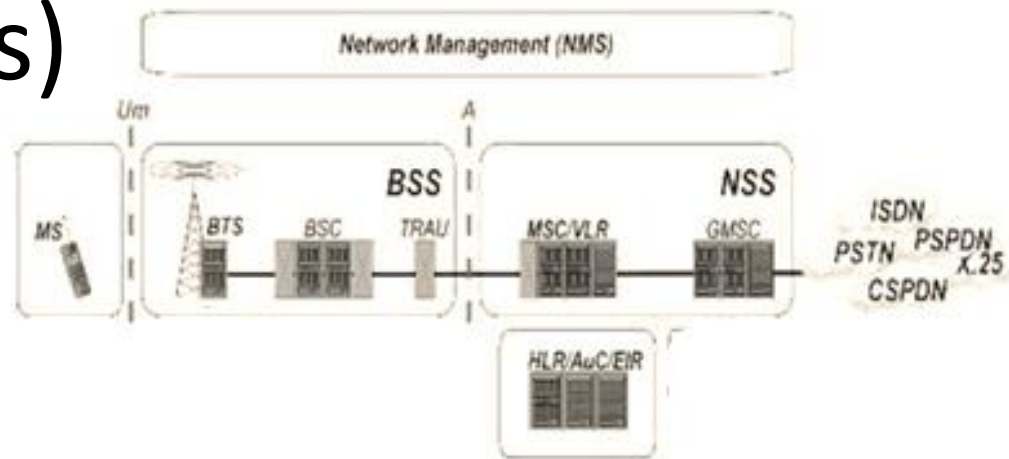 s)
Network Management (NMS)
Um
A
BSS
NSS
MS
BTS
BSC
TRAU
MSC/VLR
GMSC
ISDN
PSTN
PSPDN
X.25
CSPDN
HLR/AuC/EIR